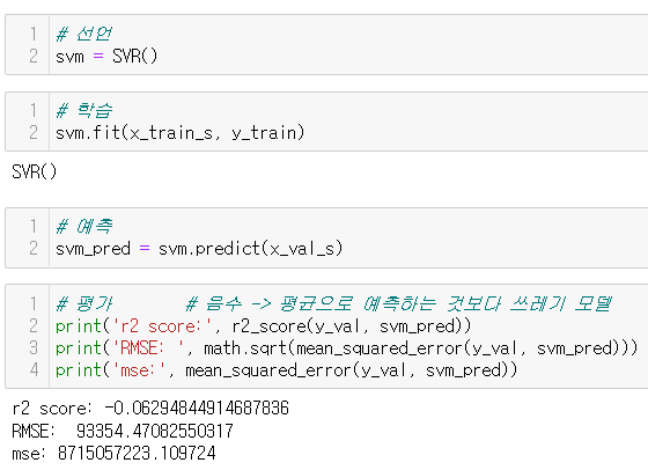 1 # 선언
2 svm = SVR()
1 # 학습
2 svm.fit(x_train_s, y_train)
SVR()
1 # 예측
2 svm_pred = svm.predict(x_val_s)
1 # 평가 # 음수 -> 평균으로 예측하는 것보다 쓰레기 모델
2 print('r2 score:', r2_score(y_val, svm_pred))
3 print('RMSE: ', math.sqrt(mean_squared_error(y_val, svm_pred)))
4 print('mse:', mean_squared_error(y_val, svm_pred))
r2 score: -0.06294844914687836
RMSE:  93354.47082550317
mse: 8715057223.109724